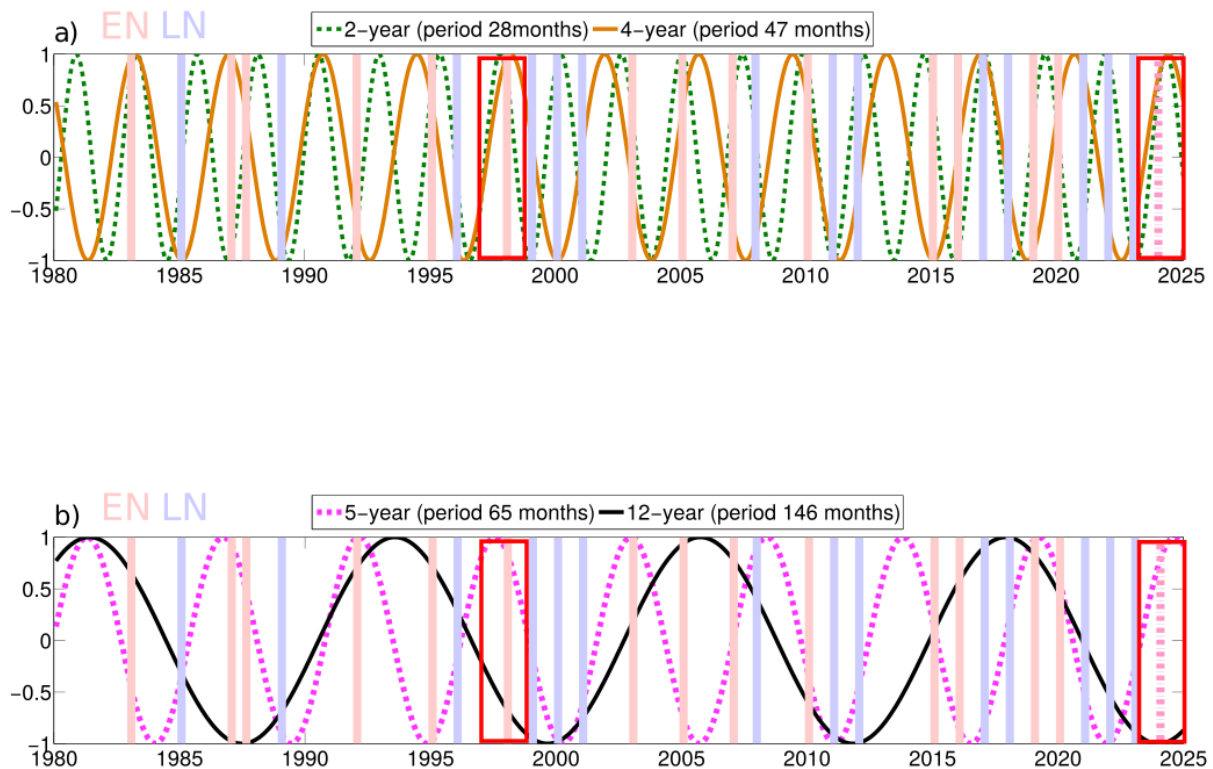 a) EN LN
2−year (period 28months) 4−year (period 47 months)
1
0.5
0
−0.5
−1
1980 1985 1990 1995 2000 2005 2010 2015 2020 2025
b) EN LN
5−year (period 65 months) 12−year (period 146 months)
1
0.5
0
−0.5
−1
1980 1985 1990 1995 2000 2005 2010 2015 2020 2025